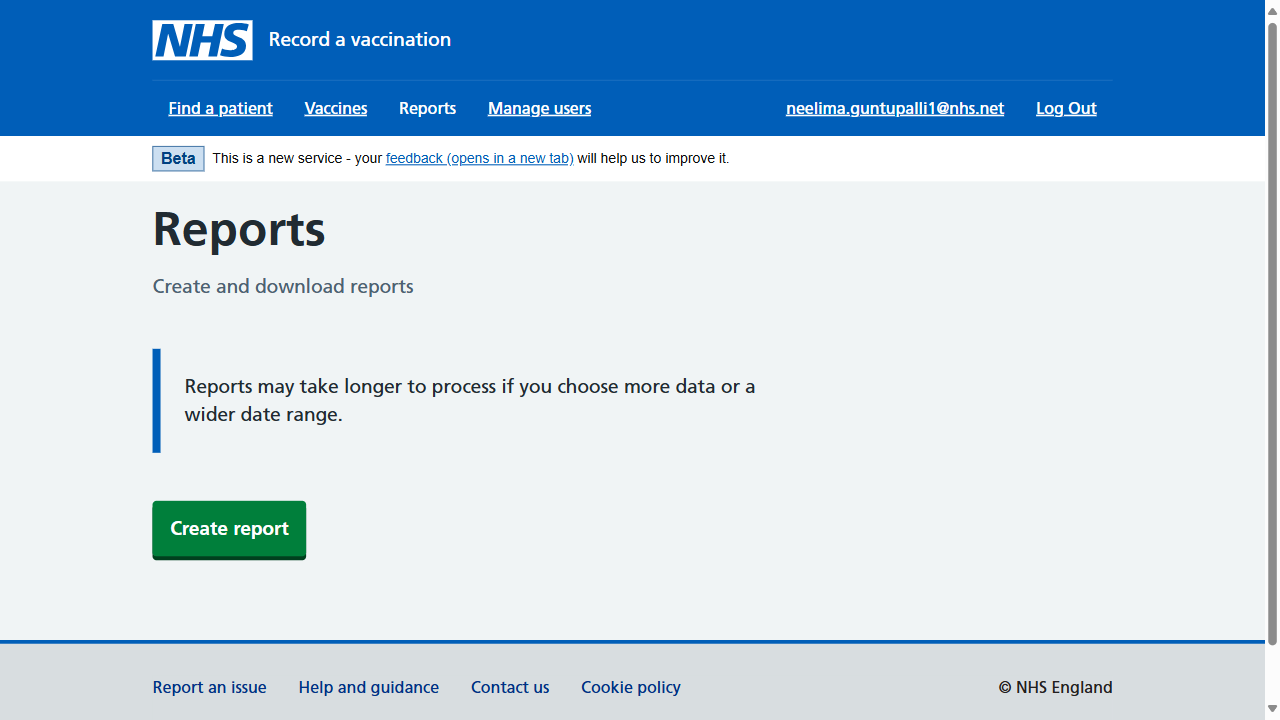 NHS Record a vaccination
Find a patient Vaccines Reports Manage users neelima.guntupalli1@nhs.net Log Out
Beta This is a new service - your feedback (opens in a new tab) will help us to improve it.
Reports
Create and download reports
Reports may take longer to process if you choose more data or a
wider date range.
Create report
Report an issue Help and guidance Contact us Cookie policy © NHS England